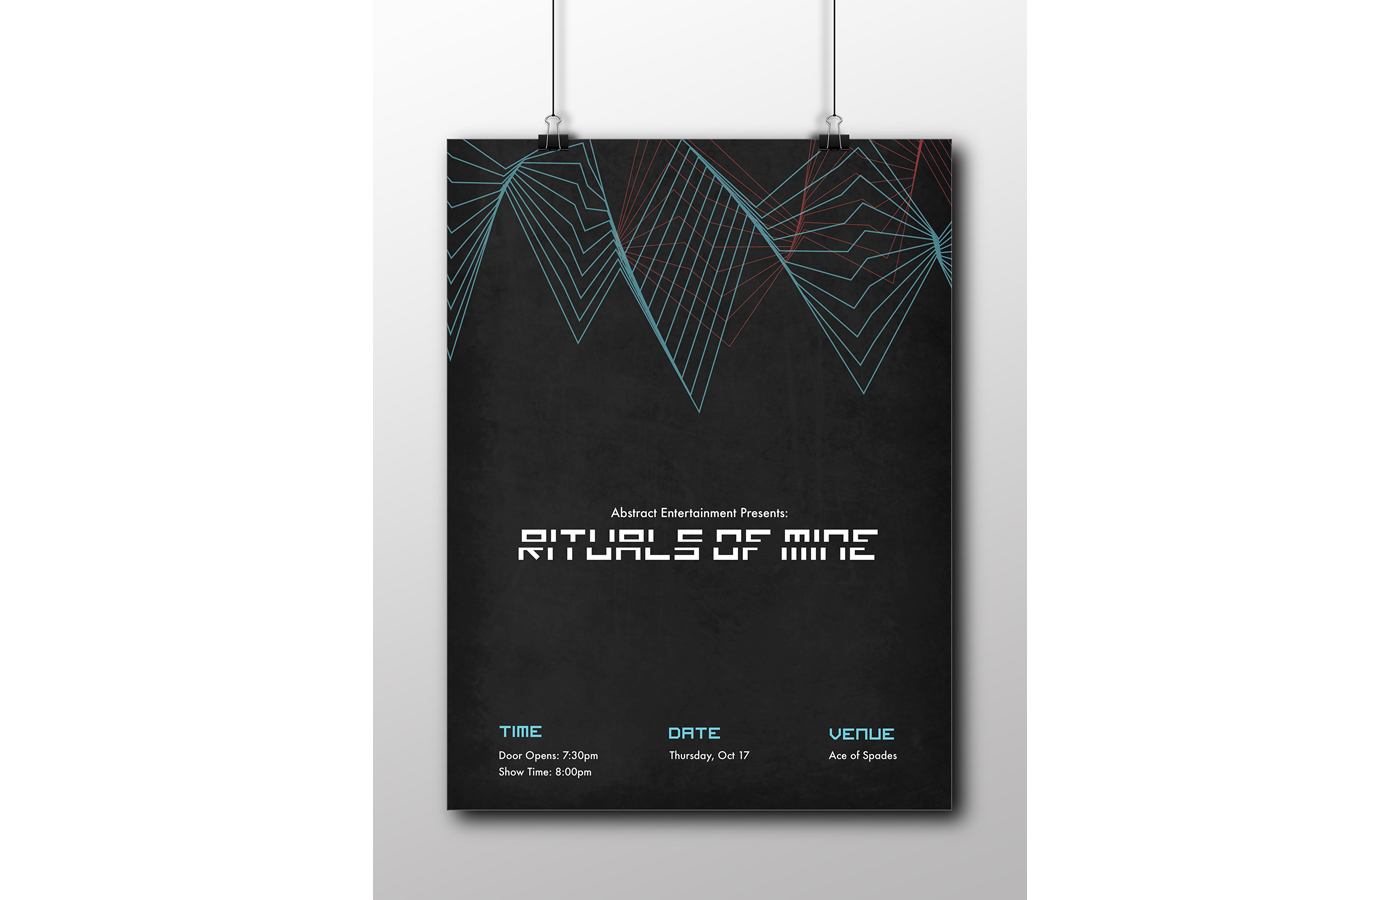 Abstract Entertainment Presents:
RITUALS OF MINE
TIME
Door Opens: 7:30pm
Show Time: 8:00pm
DATE
Thursday, Oct 17
VENUE
Ace of Spades